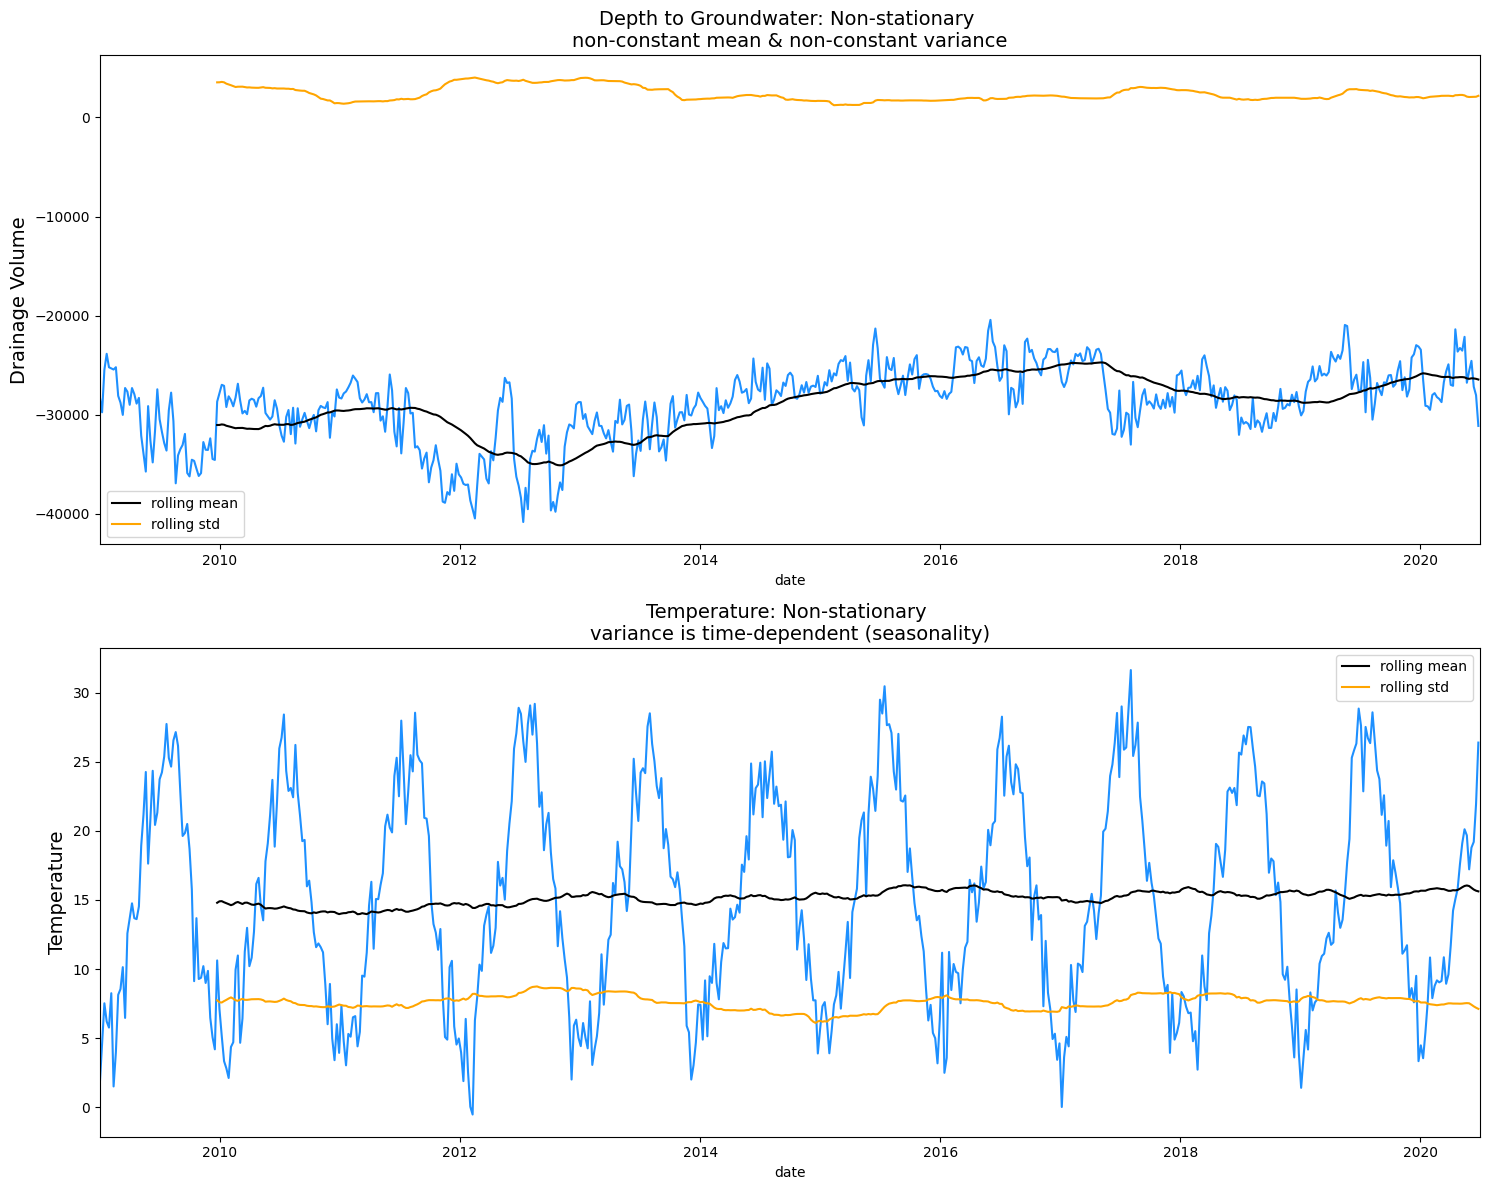 Depth to Groundwater: Non-stationary
non-constant mean & non-constant variance
Drainage Volume
0
−10000
−20000
−30000
−40000
rolling mean
rolling std
2010
2012
2014
2016
2018
2020
date
Temperature: Non-stationary
variance is time-dependent (seasonality)
Temperature
30
25
20
15
10
5
0
rolling mean
rolling std
2010
2012
2014
2016
2018
2020
date